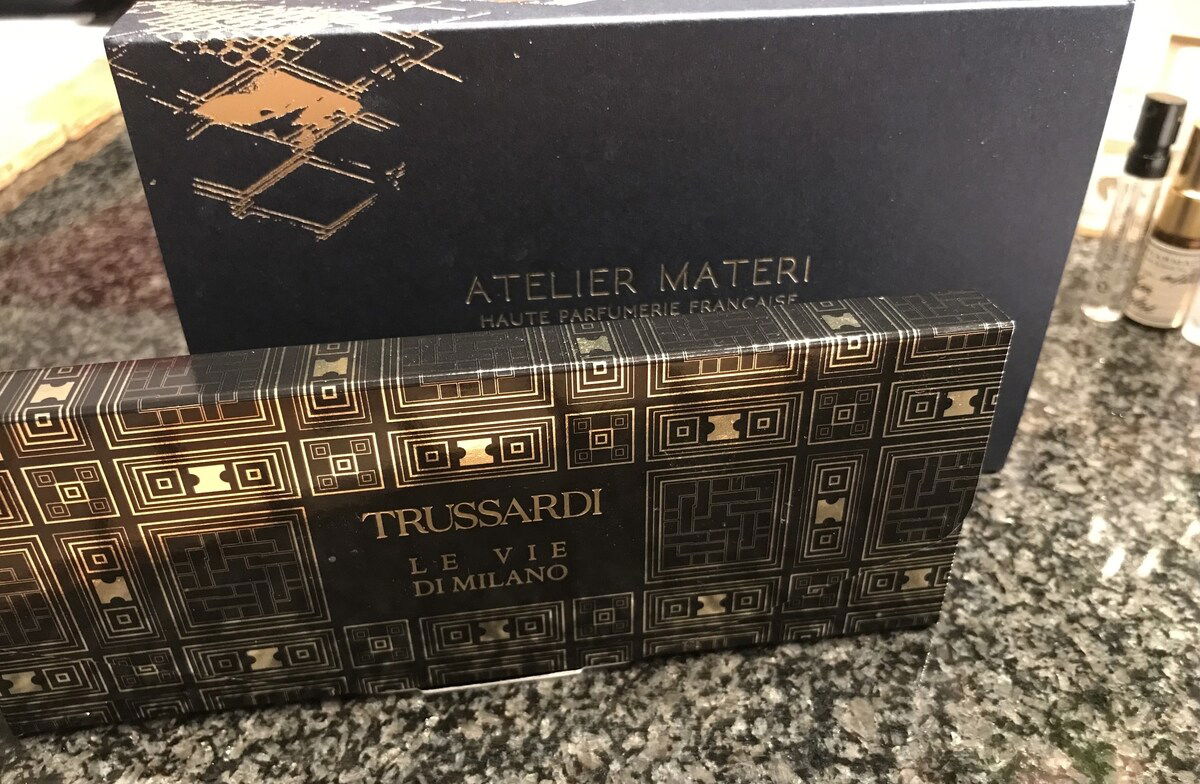 ATELIER MATERI
HAUTE PARFUMERIE FRANÇAISE
TRUSSARDI
LE VIE
DI MILANO